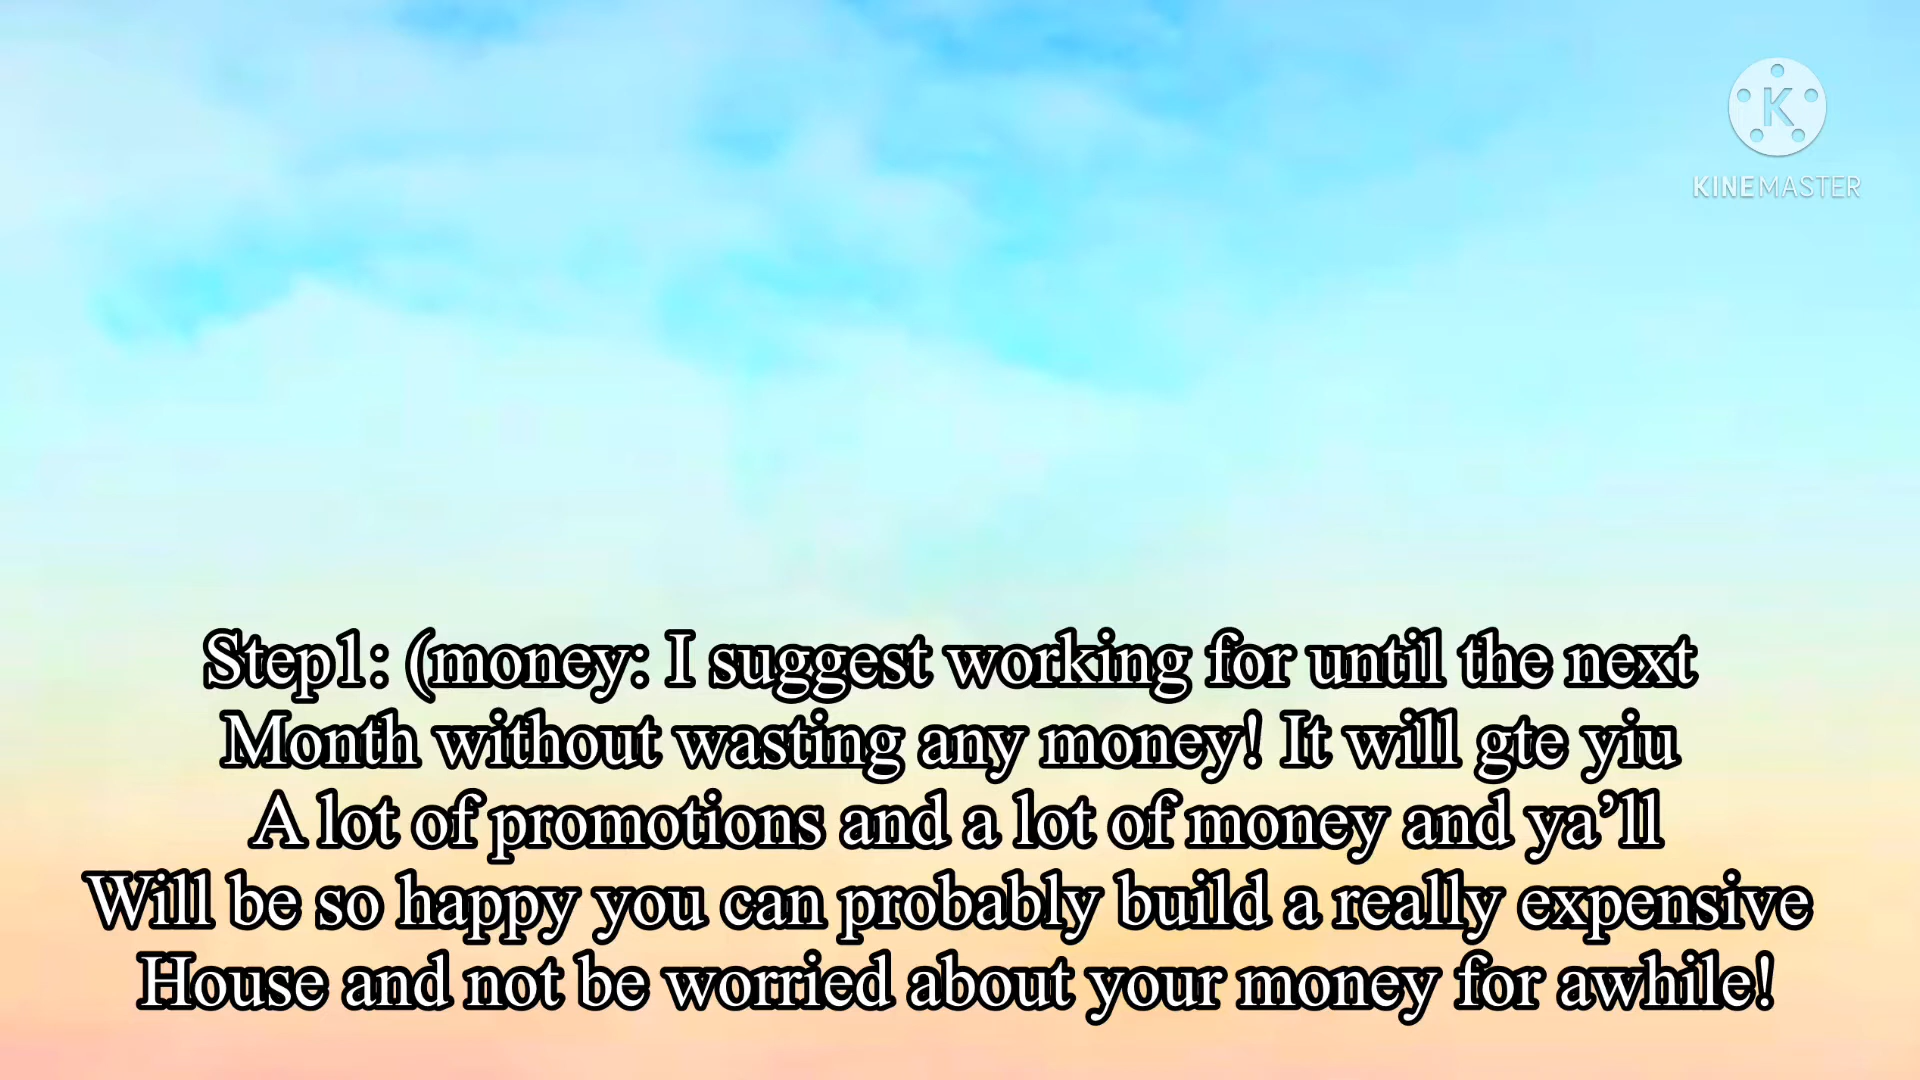 K
KINEMASTER
Step1: (money: I suggest working for until the next
Month without wasting any money! It will gte yiu
A lot of promotions and a lot of money and ya’ll
Will be so happy you can probably build a really expensive
House and not be worried about your money for awhile!